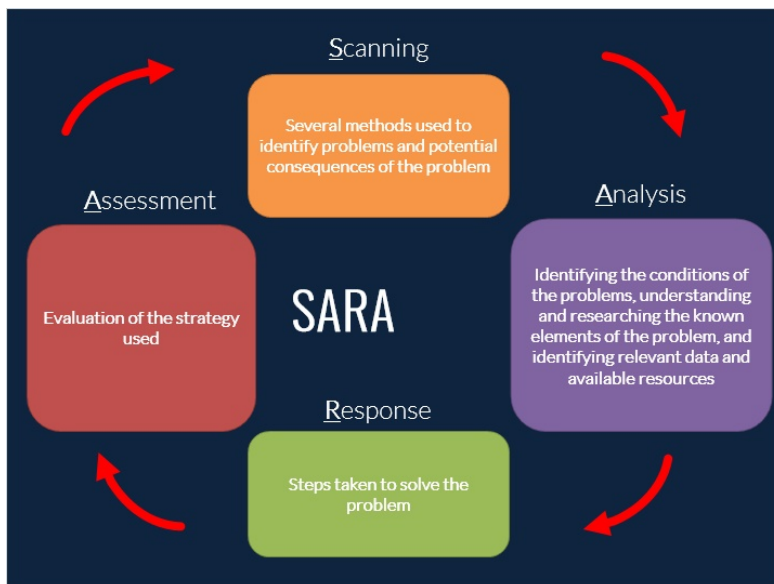 Scanning
Several methods used to
identify problems and potential
consequences of the problem
Analysis
Identifying the conditions of
the problems, understanding
and researching the known
elements of the problem, and
identifying relevant data and
available resources
Response
Steps taken to solve the
problem
Assessment
Evaluation of the strategy
used
SARA